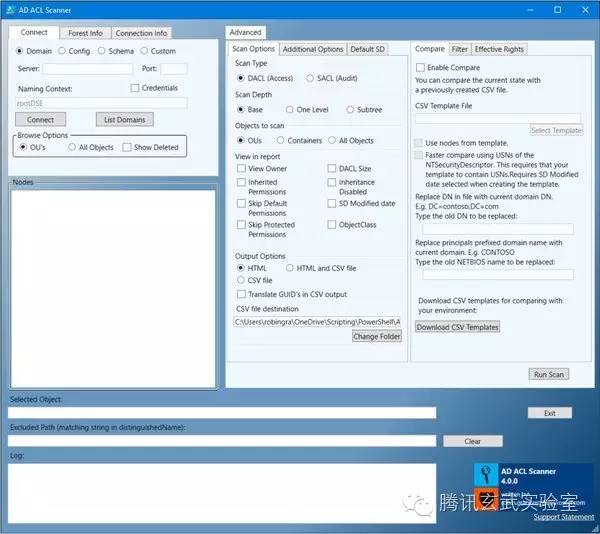 AD ACL Scanner
Connect
Forest Info
Connection Info
Domain
Config
Schema
Custom
Server:
Port:
Naming Context:
Credentials
rootDSE
Connect
List Domains
Browse Options
OU's
All Objects
Show Deleted
Nodes
Advanced
Scan Options
Additional Options
Default SD
Scan Type
DACL (Access)
SACL (Audit)
Scan Depth
Base
One Level
Subtree
Objects to scan
OUs
Containers
All Objects
View in report
View Owner
DACL Size
Inherited
Permissions
Inheritance
Disabled
Skip Default
Permissions
SD Modified date
Skip Protected
Permissions
ObjectClass
Output Options
HTML
HTML and CSV file
CSV file
Translate GUID's in CSV output
CSV file destination
C:\Users\robingra\OneDrive\Scripting\PowerShell\A
Change Folder
Compare
Filter
Effective Rights
Enable Compare
You can compare the current state with
a previously created CSV file.
CSV Template File
Select Template
Use nodes from template.
Faster compare using USNs of the
NTSecurityDescriptor. This requires that your
template to contain USNs.Requires SD Modified
date selected when creating the template.
Replace DN in file with current domain DN.
E.g. DC=contoso,DC=com
Type the old DN to be replaced:
Replace principals prefixed domain name with
current domain. E.g. CONTOSO
Type the old NETBIOS name to be replaced:
Download CSV templates for comparing with
your environment:
Download CSV Templates
Run Scan
Selected Object:
Exit
Excluded Path (matching string in distinguishedName):
Clear
Log:
AD ACL Scanner
4.0.0
腾讯玄武实验室
Support Statement